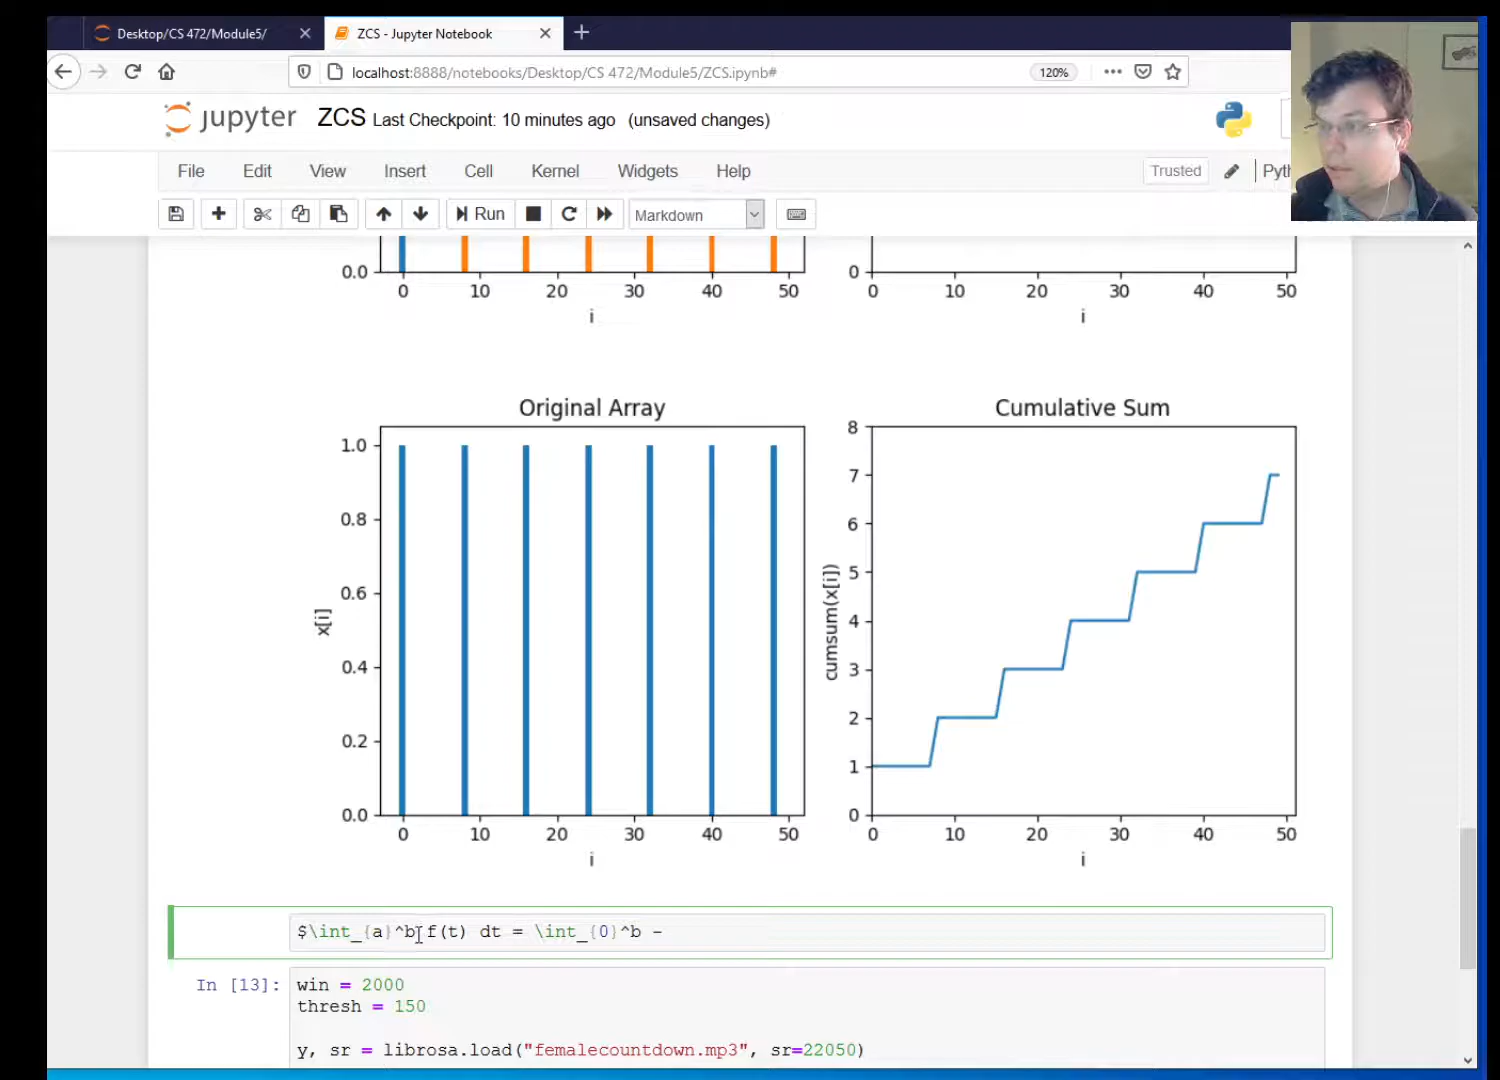 Desktop/CS 472/Module5/
ZCS - Jupyter Notebook
localhost:8888/notebooks/Desktop/CS 472/Module5/ZCS.ipynb#
120%
jupyter ZCS Last Checkpoint: 10 minutes ago (unsaved changes)
File Edit View Insert Cell Kernel Widgets Help
Trusted
Pyth
Run
Markdown
0.0
0 10 20 30 40 50
i
0
0 10 20 30 40 50
i
Original Array
1.0
0.8
0.6
0.4
0.2
0.0
x[i]
0 10 20 30 40 50
i
Cumulative Sum
8
7
6
5
4
3
2
1
0
cumsum(x[i])
0 10 20 30 40 50
i
$\int_{a}^b f(t) dt = \int_{0}^b -
In [13]:
win = 2000
thresh = 150
y, sr = librosa.load("femalecountdown.mp3", sr=22050)